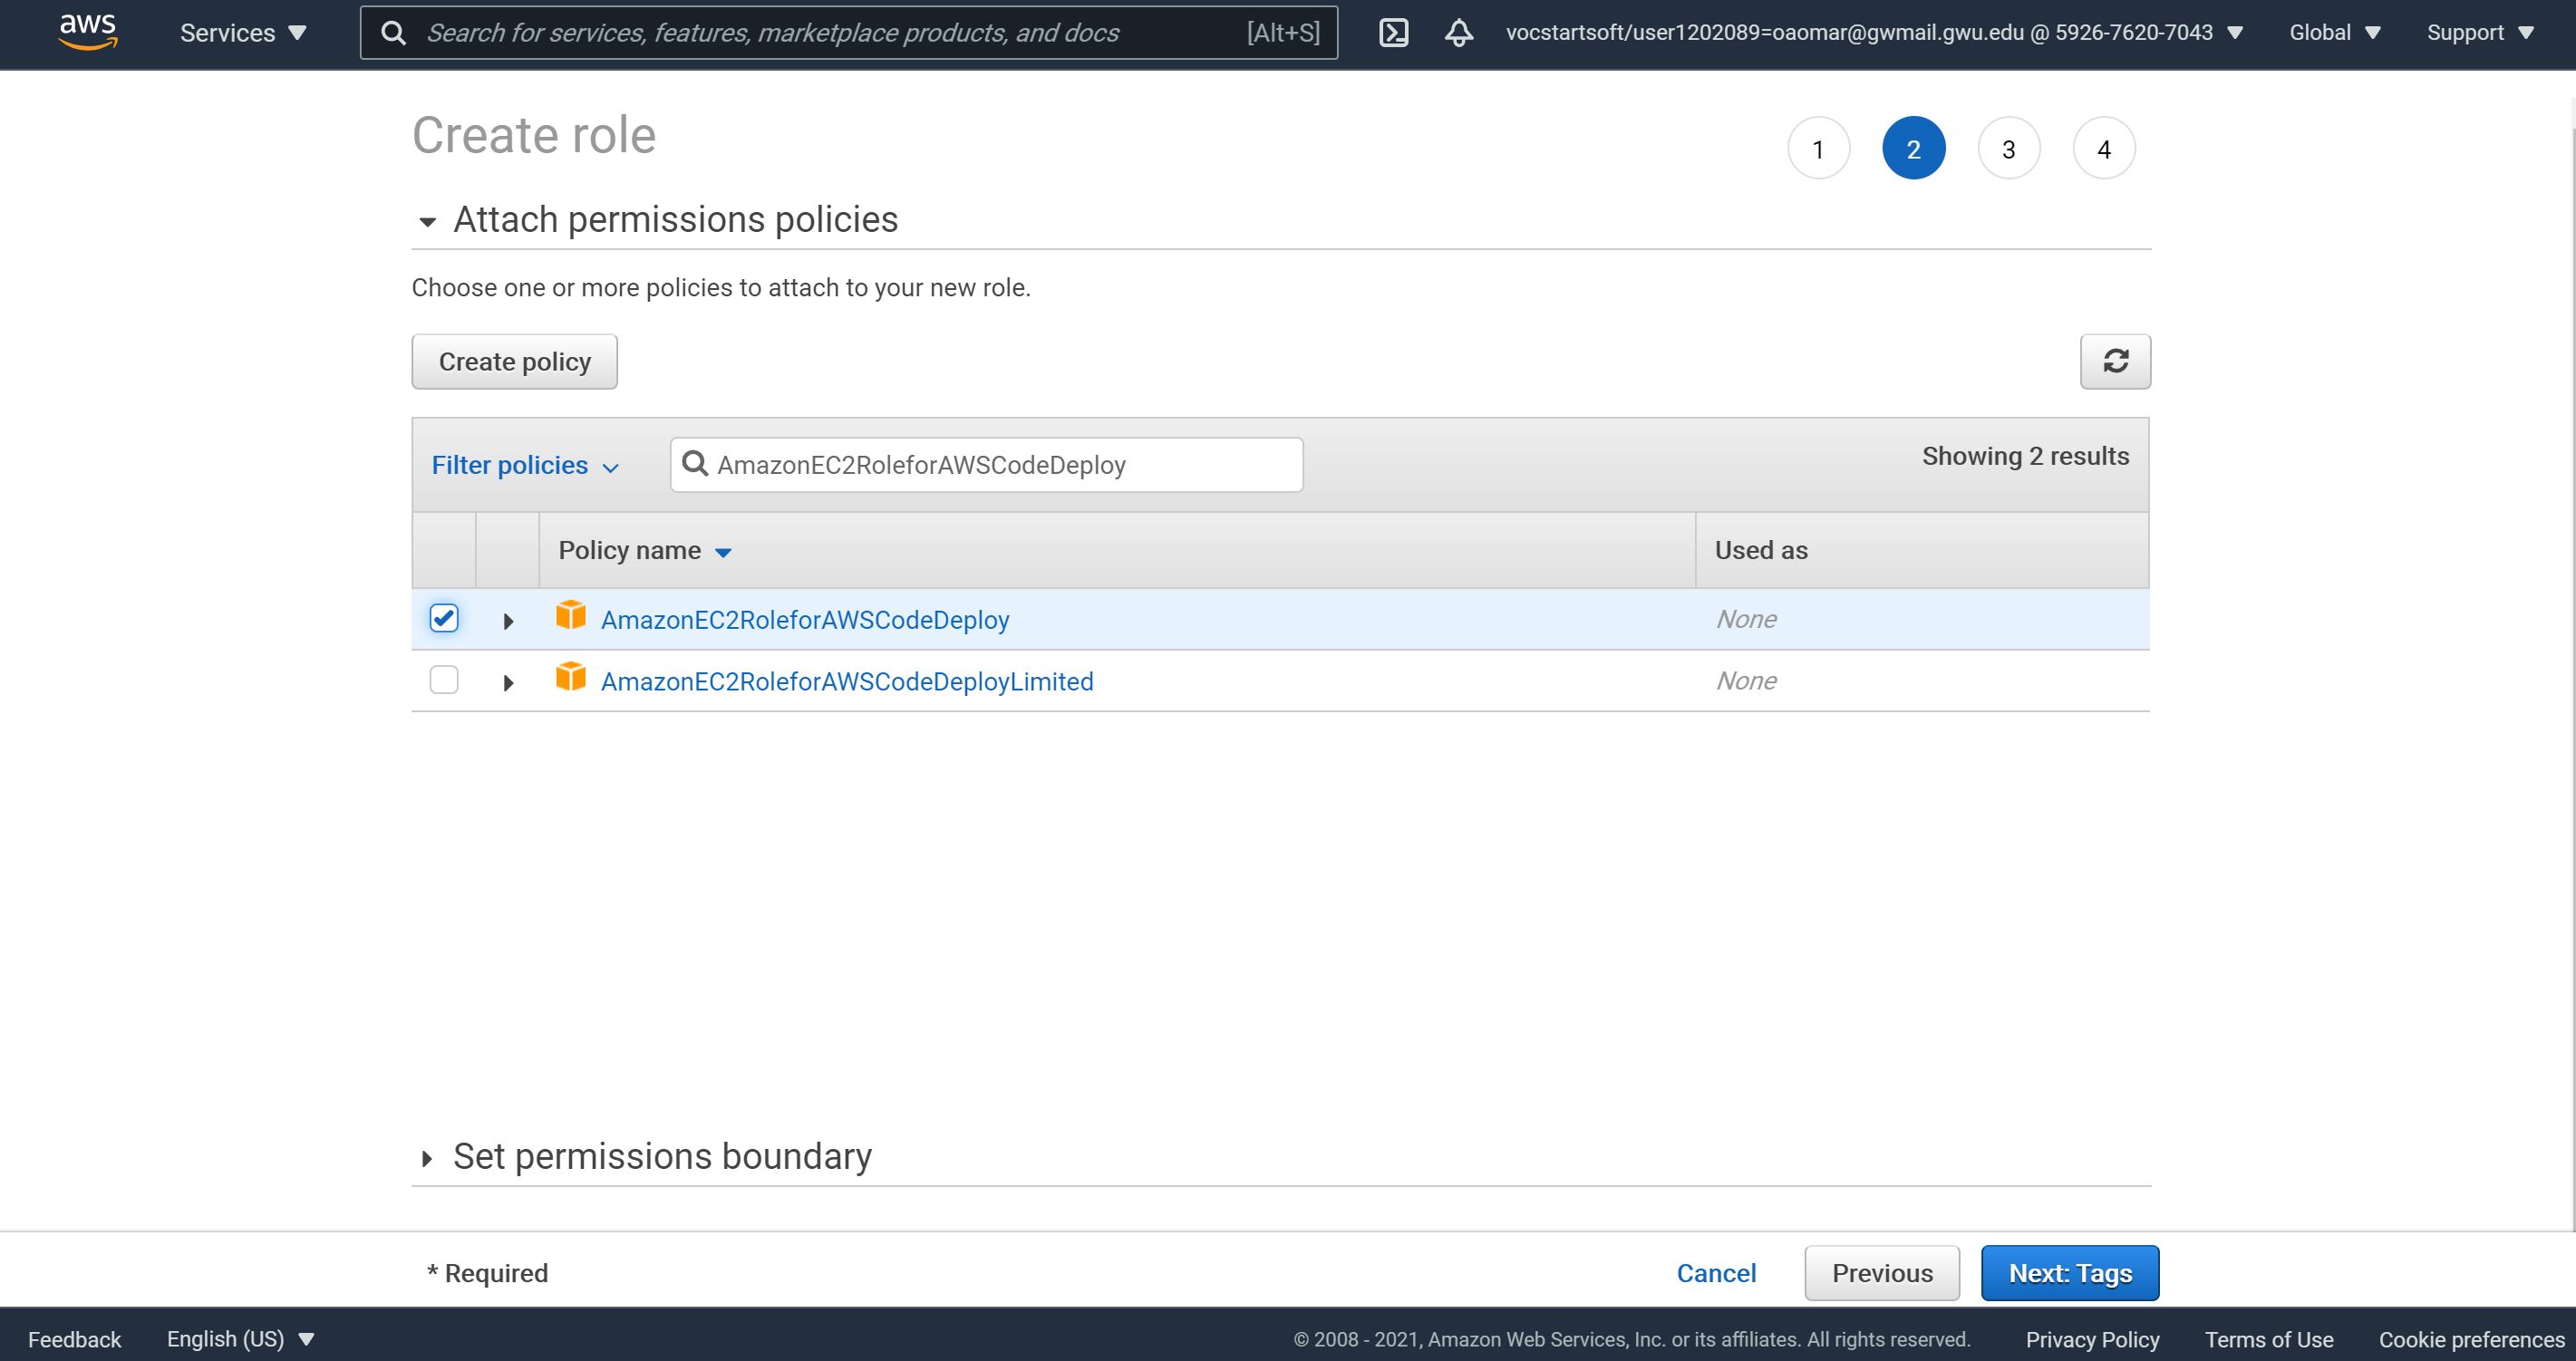 aws Services Search for services, features, marketplace products, and docs [Alt+S] vocstartsoft/user1202089=oaomar@gwmail.gwu.edu @ 5926-7620-7043 Global Support
Create role 1 2 3 4
Attach permissions policies
Choose one or more policies to attach to your new role.
Create policy
Filter policies AmazonEC2RoleforAWSCodeDeploy Showing 2 results
Policy name Used as
AmazonEC2RoleforAWSCodeDeploy None
AmazonEC2RoleforAWSCodeDeployLimited None
Set permissions boundary
* Required Cancel Previous Next: Tags
Feedback English (US) © 2008 - 2021, Amazon Web Services, Inc. or its affiliates. All rights reserved. Privacy Policy Terms of Use Cookie preferences